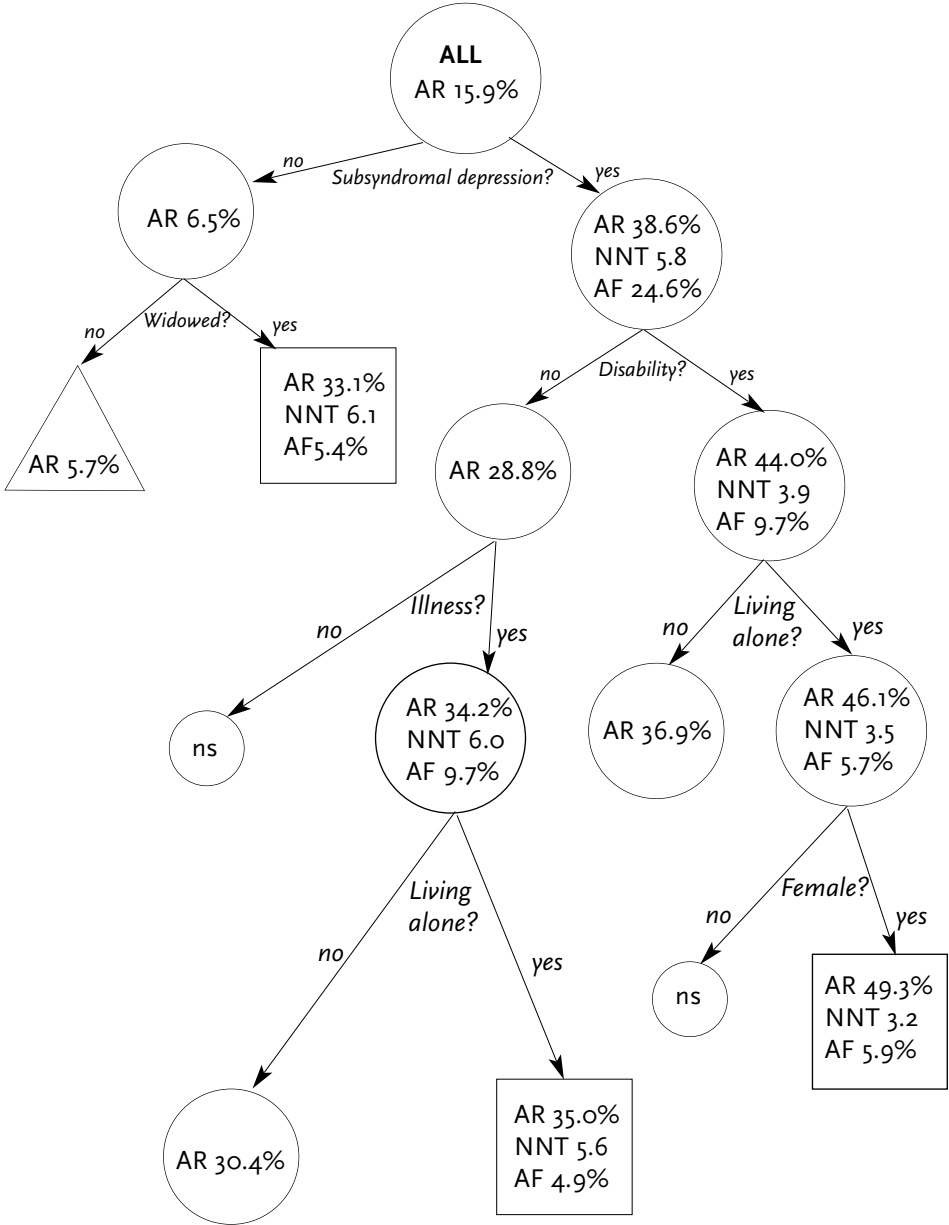 ALL
AR 15.9%
no
Subsyndromal depression?
yes
AR 6.5%
AR 38.6%
NNT 5.8
AF 24.6%
no
Widowed?
yes
AR 5.7%
AR 33.1%
NNT 6.1
AF5.4%
no
Disability?
yes
AR 28.8%
AR 44.0%
NNT 3.9
AF 9.7%
no
Illness?
yes
no
Living
alone?
yes
ns
AR 34.2%
NNT 6.0
AF 9.7%
AR 36.9%
AR 46.1%
NNT 3.5
AF 5.7%
no
Living
alone?
yes
no
Female?
yes
ns
AR 49.3%
NNT 3.2
AF 5.9%
AR 30.4%
AR 35.0%
NNT 5.6
AF 4.9%